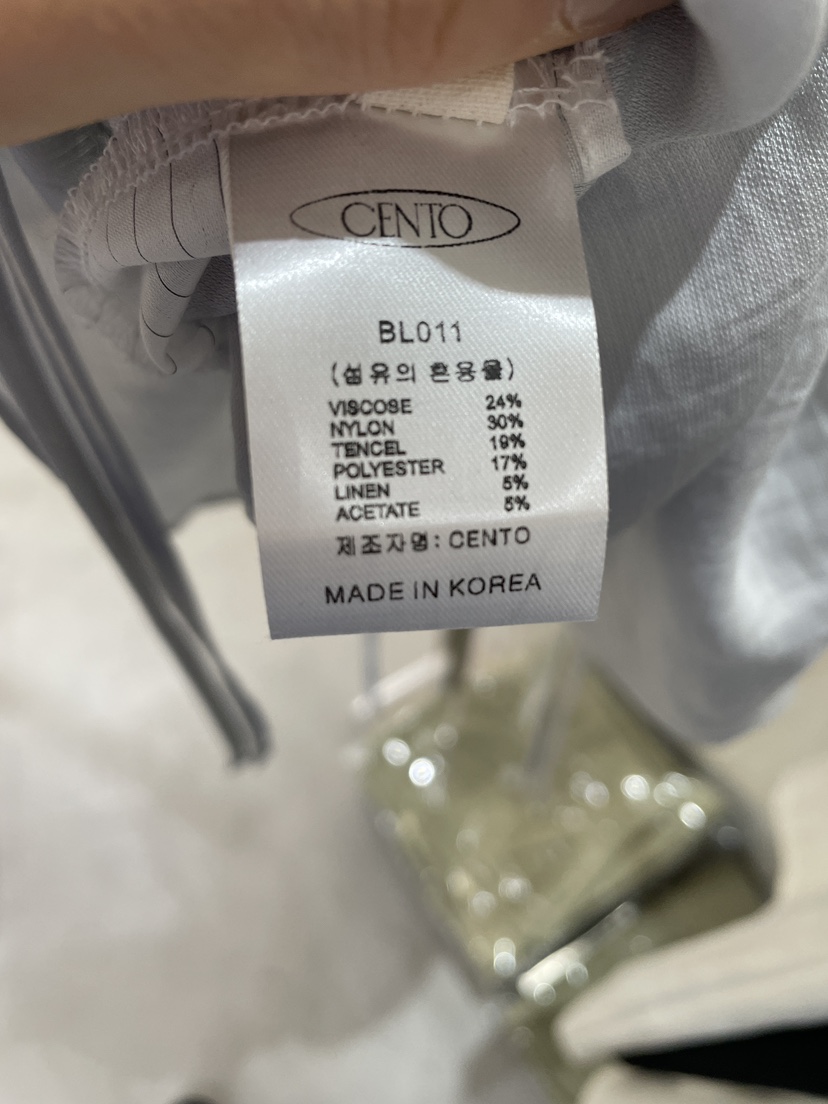 CENTO
BL011
(섬유의 혼용률)
VISCOSE 24%
NYLON 30%
TENCEL 19%
POLYESTER 17%
LINEN 5%
ACETATE 5%
제조자명: CENTO
MADE IN KOREA